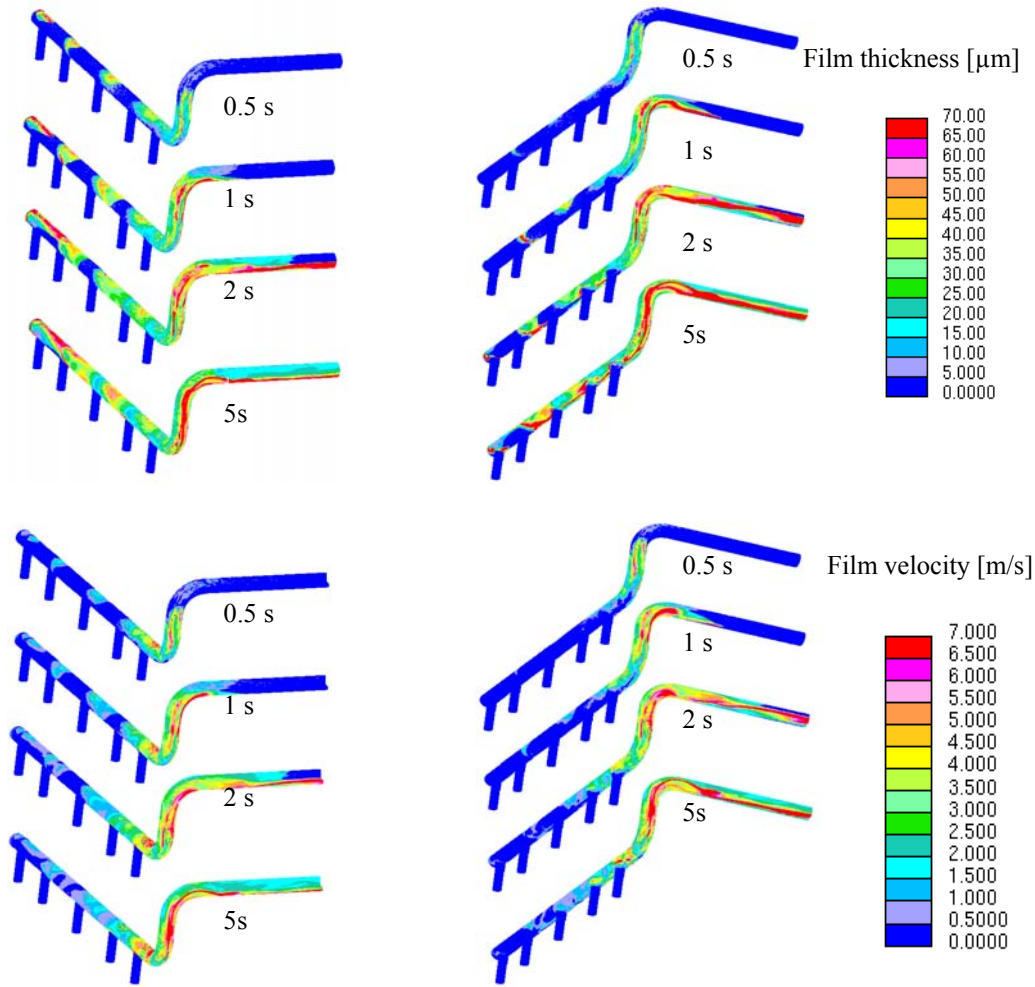 0.5 s
1 s
2 s
5s
0.5 s
1 s
2 s
5s
Film thickness [µm]
70.00
65.00
60.00
55.00
50.00
45.00
40.00
35.00
30.00
25.00
20.00
15.00
10.00
5.000
0.0000
0.5 s
1 s
2 s
5s
0.5 s
1 s
2 s
5s
Film velocity [m/s]
7.000
6.500
6.000
5.500
5.000
4.500
4.000
3.500
3.000
2.500
2.000
1.500
1.000
0.5000
0.0000